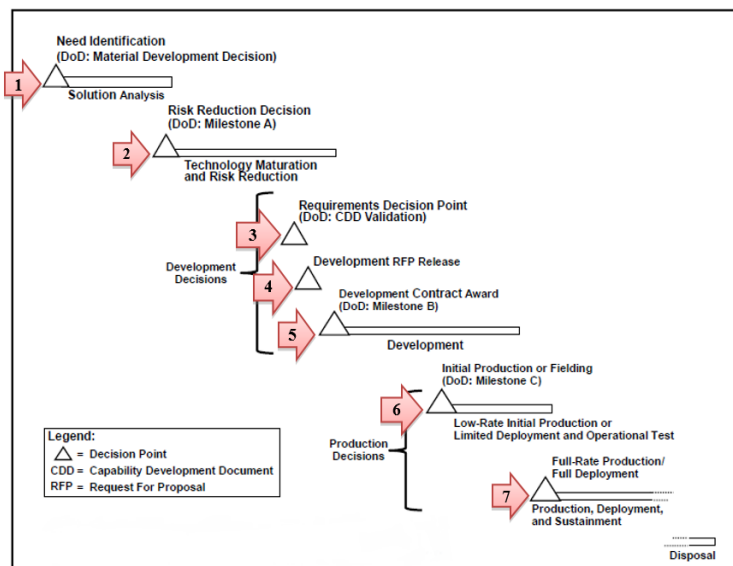 Need Identification
(DoD: Material Development Decision)
1
Solution Analysis
Risk Reduction Decision
(DoD: Milestone A)
2
Technology Maturation
and Risk Reduction
Requirements Decision Point
(DoD: CDD Validation)
3
Development
Decisions
Development RFP Release
4
Development Contract Award
(DoD: Milestone B)
5
Development
Initial Production or Fielding
(DoD: Milestone C)
6
Low-Rate Initial Production or
Limited Deployment and Operational Test
Production
Decisions
Full-Rate Production/
Full Deployment
7
Production, Deployment,
and Sustainment
Disposal
Legend:
= Decision Point
CDD = Capability Development Document
RFP = Request For Proposal